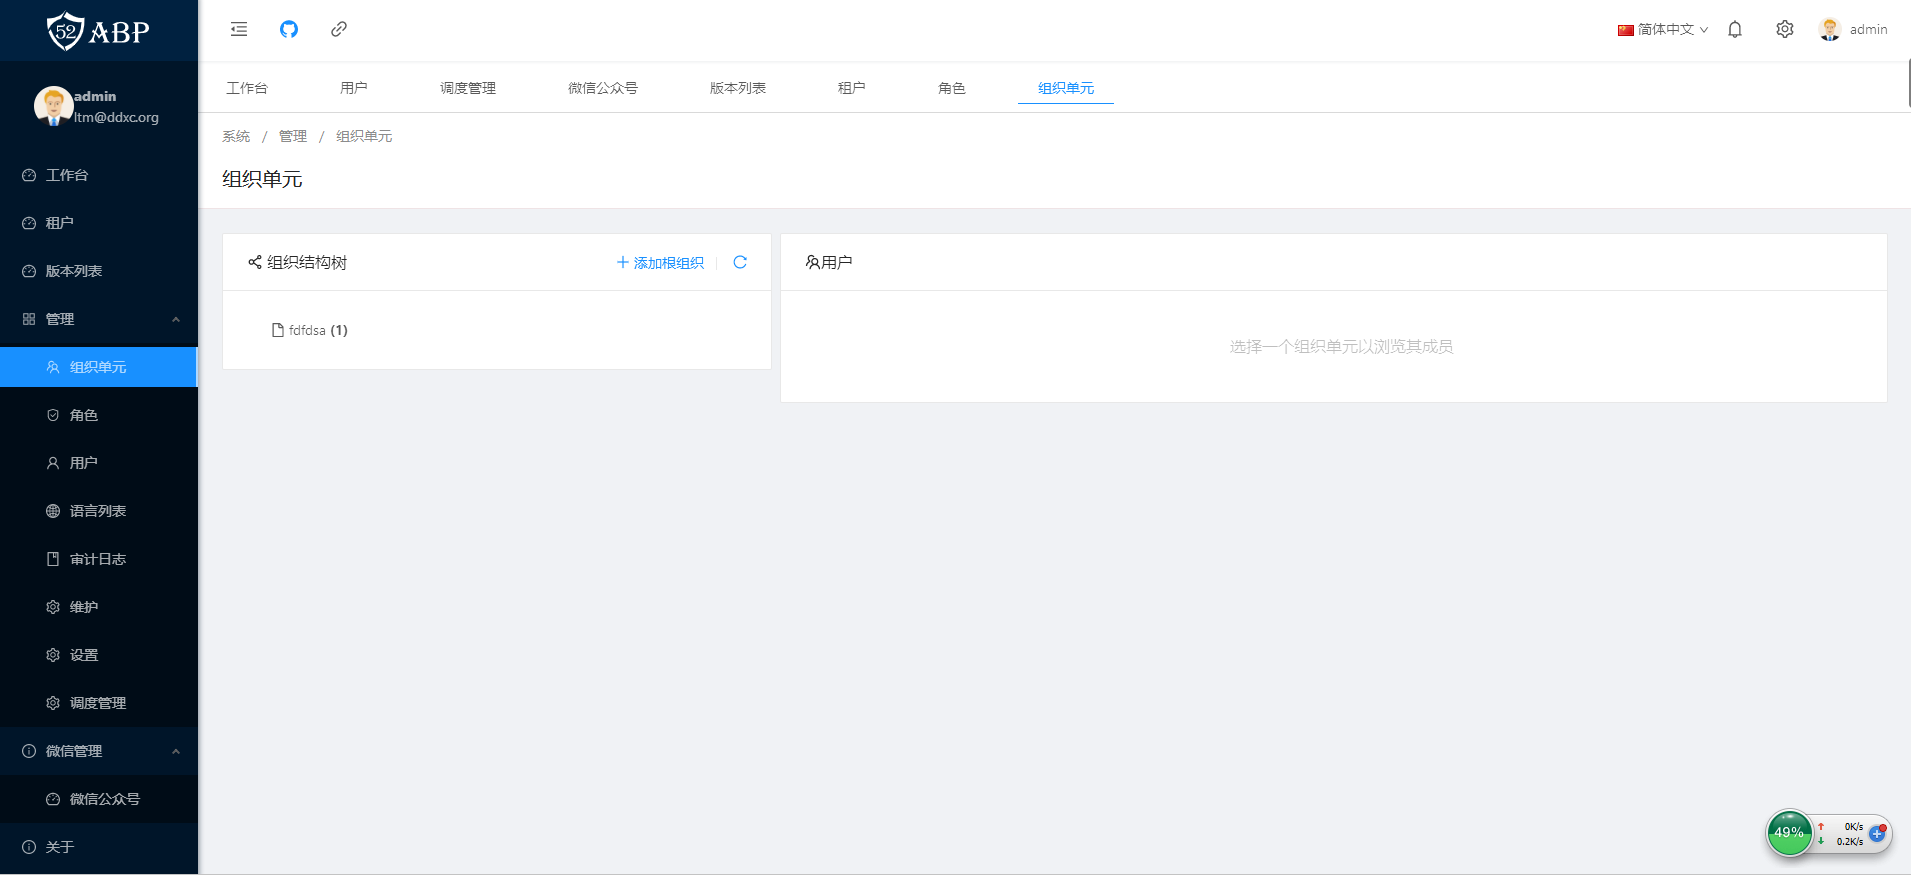 52 ABP
简体中文
admin
admin
ltm@ddxc.org
工作台
租户
版本列表
管理
组织单元
角色
用户
语言列表
审计日志
维护
设置
调度管理
微信管理
微信公众号
关于
工作台 用户 调度管理 微信公众号 版本列表 租户 角色 组织单元
系统 / 管理 / 组织单元
组织单元
组织结构树 添加根组织
fdfdsa (1)
用户
选择一个组织单元以浏览其成员
49%
0K/s
0.2K/s